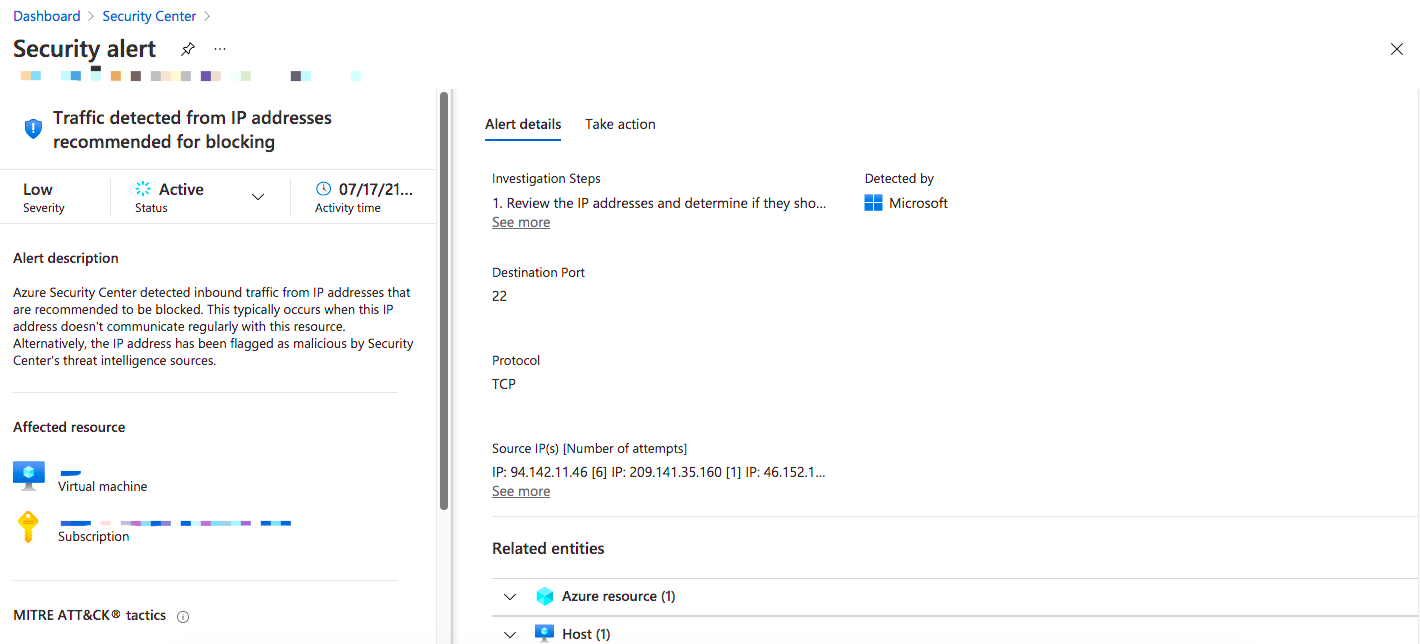 Dashboard > Security Center >
Security alert
Traffic detected from IP addresses
recommended for blocking
Low
Severity
Active
Status
07/17/21...
Activity time
Alert description
Azure Security Center detected inbound traffic from IP addresses that
are recommended to be blocked. This typically occurs when this IP
address doesn't communicate regularly with this resource.
Alternatively, the IP address has been flagged as malicious by Security
Center's threat intelligence sources.
Affected resource
Virtual machine
Subscription
MITRE ATT&CK® tactics
Alert details
Take action
Investigation Steps
1. Review the IP addresses and determine if they sho...
See more
Detected by
Microsoft
Destination Port
22
Protocol
TCP
Source IP(s) [Number of attempts]
IP: 94.142.11.46 [6] IP: 209.141.35.160 [1] IP: 46.152.1...
See more
Related entities
Azure resource (1)
Host (1)